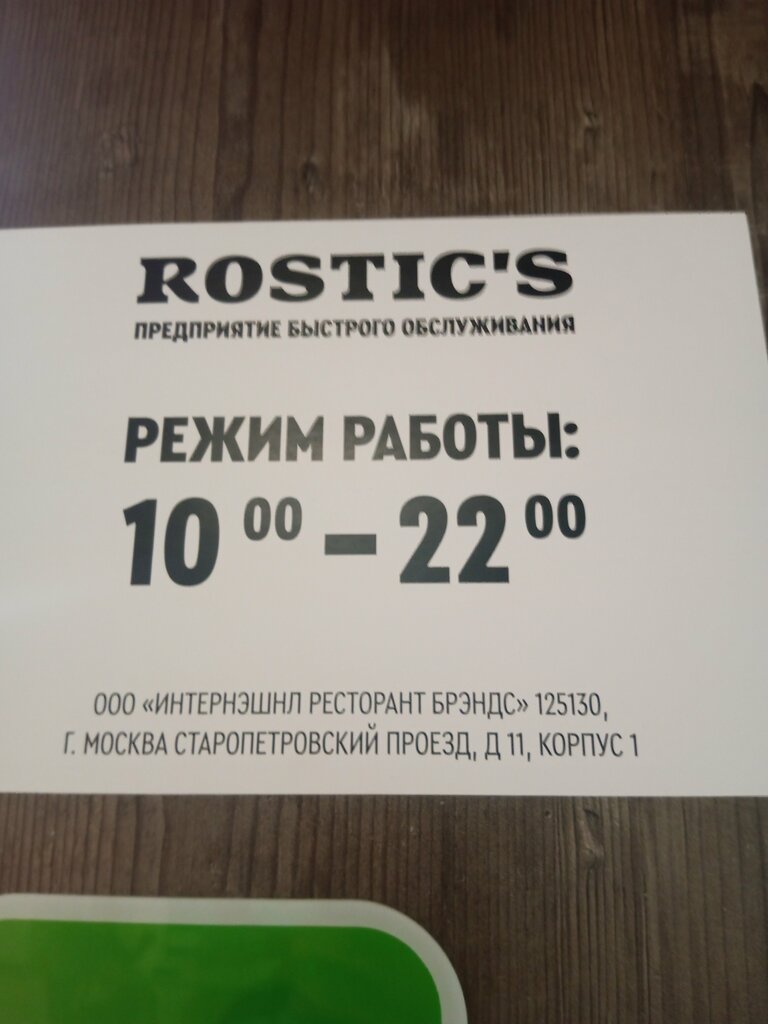 ROSTIC'S
ПРЕДПРИЯТИЕ БЫСТРОГО ОБСЛУЖИВАНИЯ
РЕЖИМ РАБОТЫ:
10 00 – 22 00
ООО «ИНТЕРНЭШНЛ РЕСТОРАНТ БРЭНДС» 125130,
Г. МОСКВА СТАРОПЕТРОВСКИЙ ПРОЕЗД, Д 11, КОРПУС 1